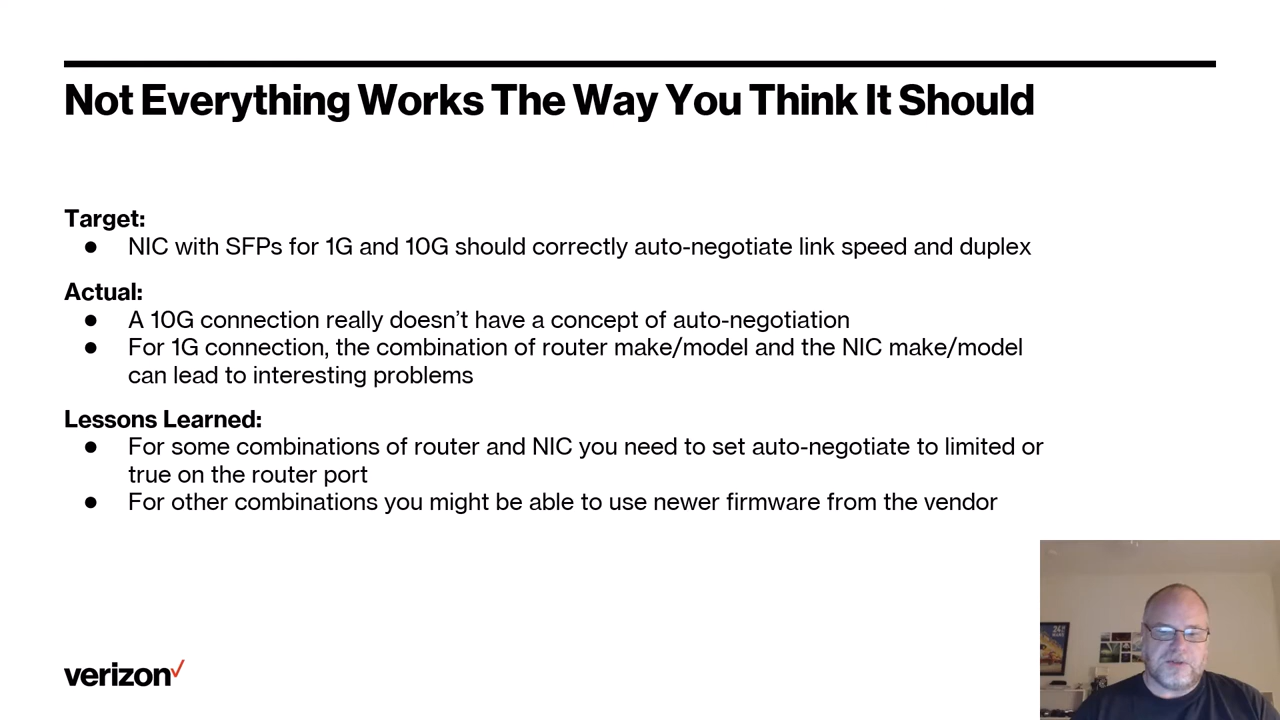 Not Everything Works The Way You Think It Should
Target:
● NIC with SFPs for 1G and 10G should correctly auto-negotiate link speed and duplex
Actual:
● A 10G connection really doesn’t have a concept of auto-negotiation
● For 1G connection, the combination of router make/model and the NIC make/model
can lead to interesting problems
Lessons Learned:
● For some combinations of router and NIC you need to set auto-negotiate to limited or
true on the router port
● For other combinations you might be able to use newer firmware from the vendor
verizon✓